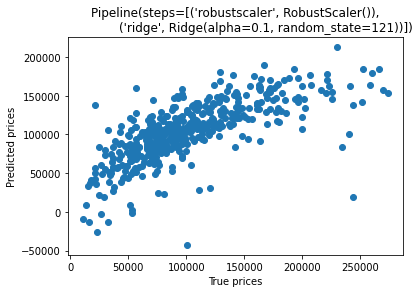 Pipeline(steps=[('robustscaler', RobustScaler()),
('ridge', Ridge(alpha=0.1, random_state=121))])
200000
150000
100000
50000
0
−50000
Predicted prices
0 50000 100000 150000 200000 250000
True prices